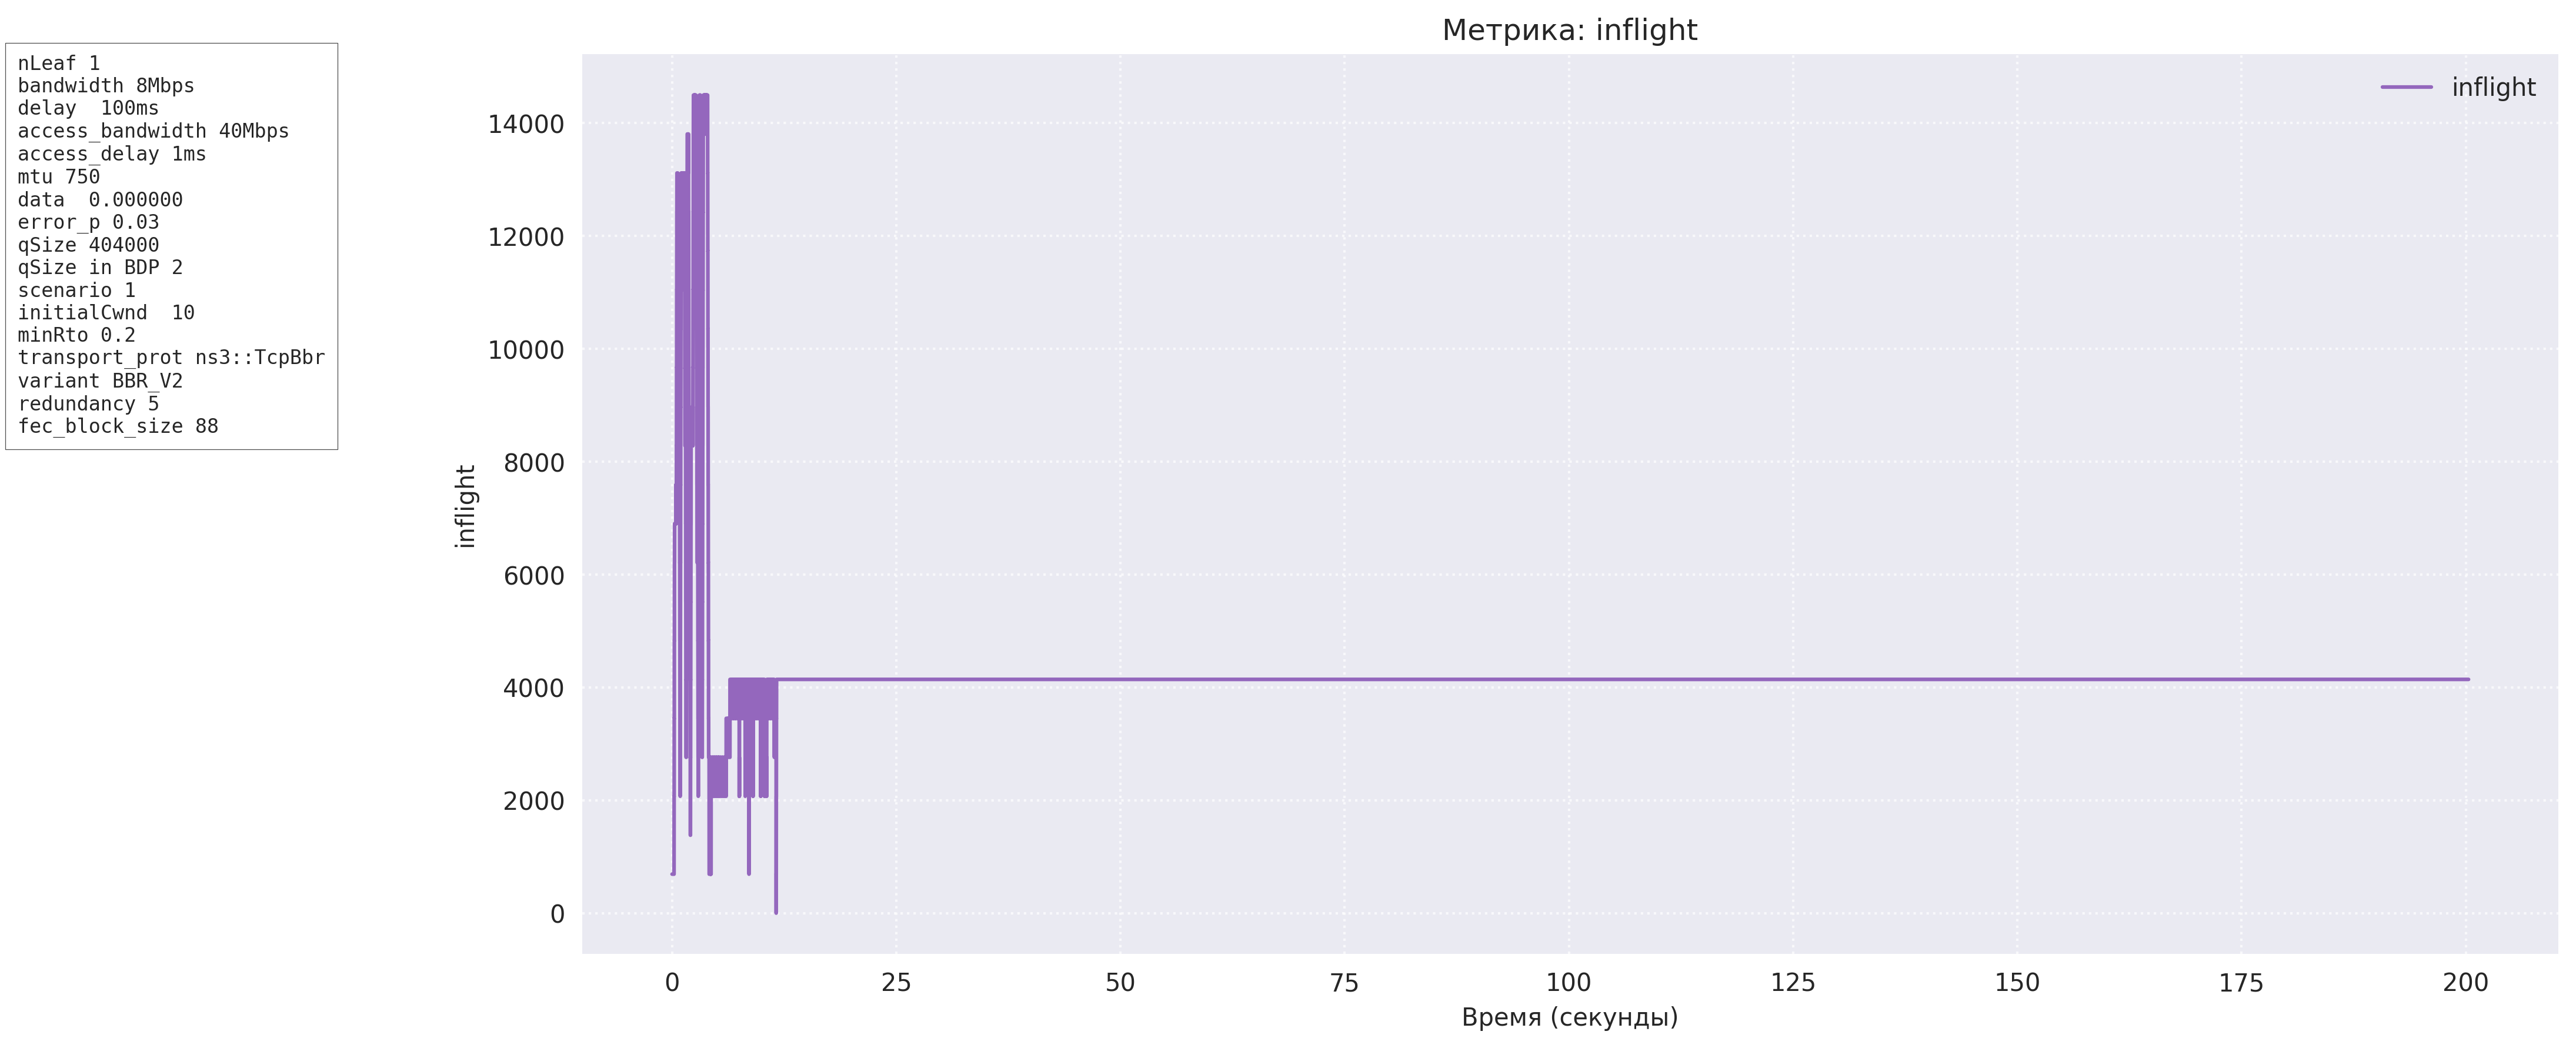 Метрика: inflight
nLeaf 1
bandwidth 8Mbps
delay  100ms
access_bandwidth 40Mbps
access_delay 1ms
mtu 750
data  0.000000
error_p 0.03
qSize 404000
qSize in BDP 2
scenario 1
initialCwnd  10
minRto 0.2
transport_prot ns3::TcpBbr
variant BBR_V2
redundancy 5
fec_block_size 88
inflight
inflight
14000
12000
10000
8000
6000
4000
2000
0
0 25 50 75 100 125 150 175 200
Время (секунды)